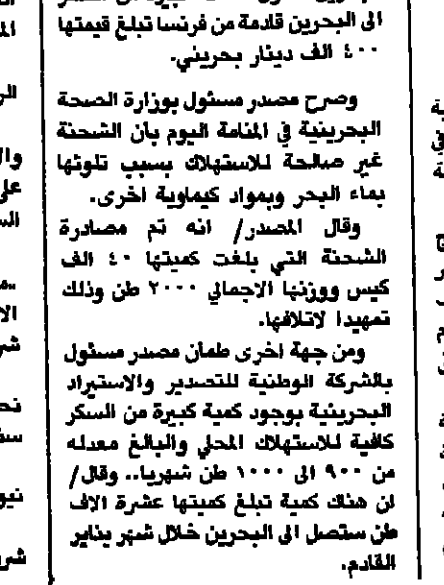 الى البحرين قادمة من فرنسا تبلغ قيمتها
٤٠٠ الف دينار بحريني.
وصرح مصدر مسئول بوزارة الصحة
البحرينية في المنامة اليوم بان الشحنة
غير صالحة للاستهلاك بسبب تلوثها
بماء البحر وبمواد كيماوية اخرى.
وقال المصدر/ انه تم مصادرة
الشحنة التي بلغت كميتها ٤٠ الف
كيس ووزنها الاجمالي ٢٠٠٠ طن وذلك
تمهيدا لاتلافها.
ومن جهة اخرى طمأن مصدر مسئول
بالشركة الوطنية للتصدير والاستيراد
البحرينية بوجود كمية كبيرة من السكر
كافية للاستهلاك المحلي والبالغ معدله
من ٩٠٠ الى ١٠٠٠ طن شهريا.. وقال/
ان هناك كمية تبلغ كميتها عشرة الاف
طن ستصل الى البحرين خلال شهر يناير
القادم.